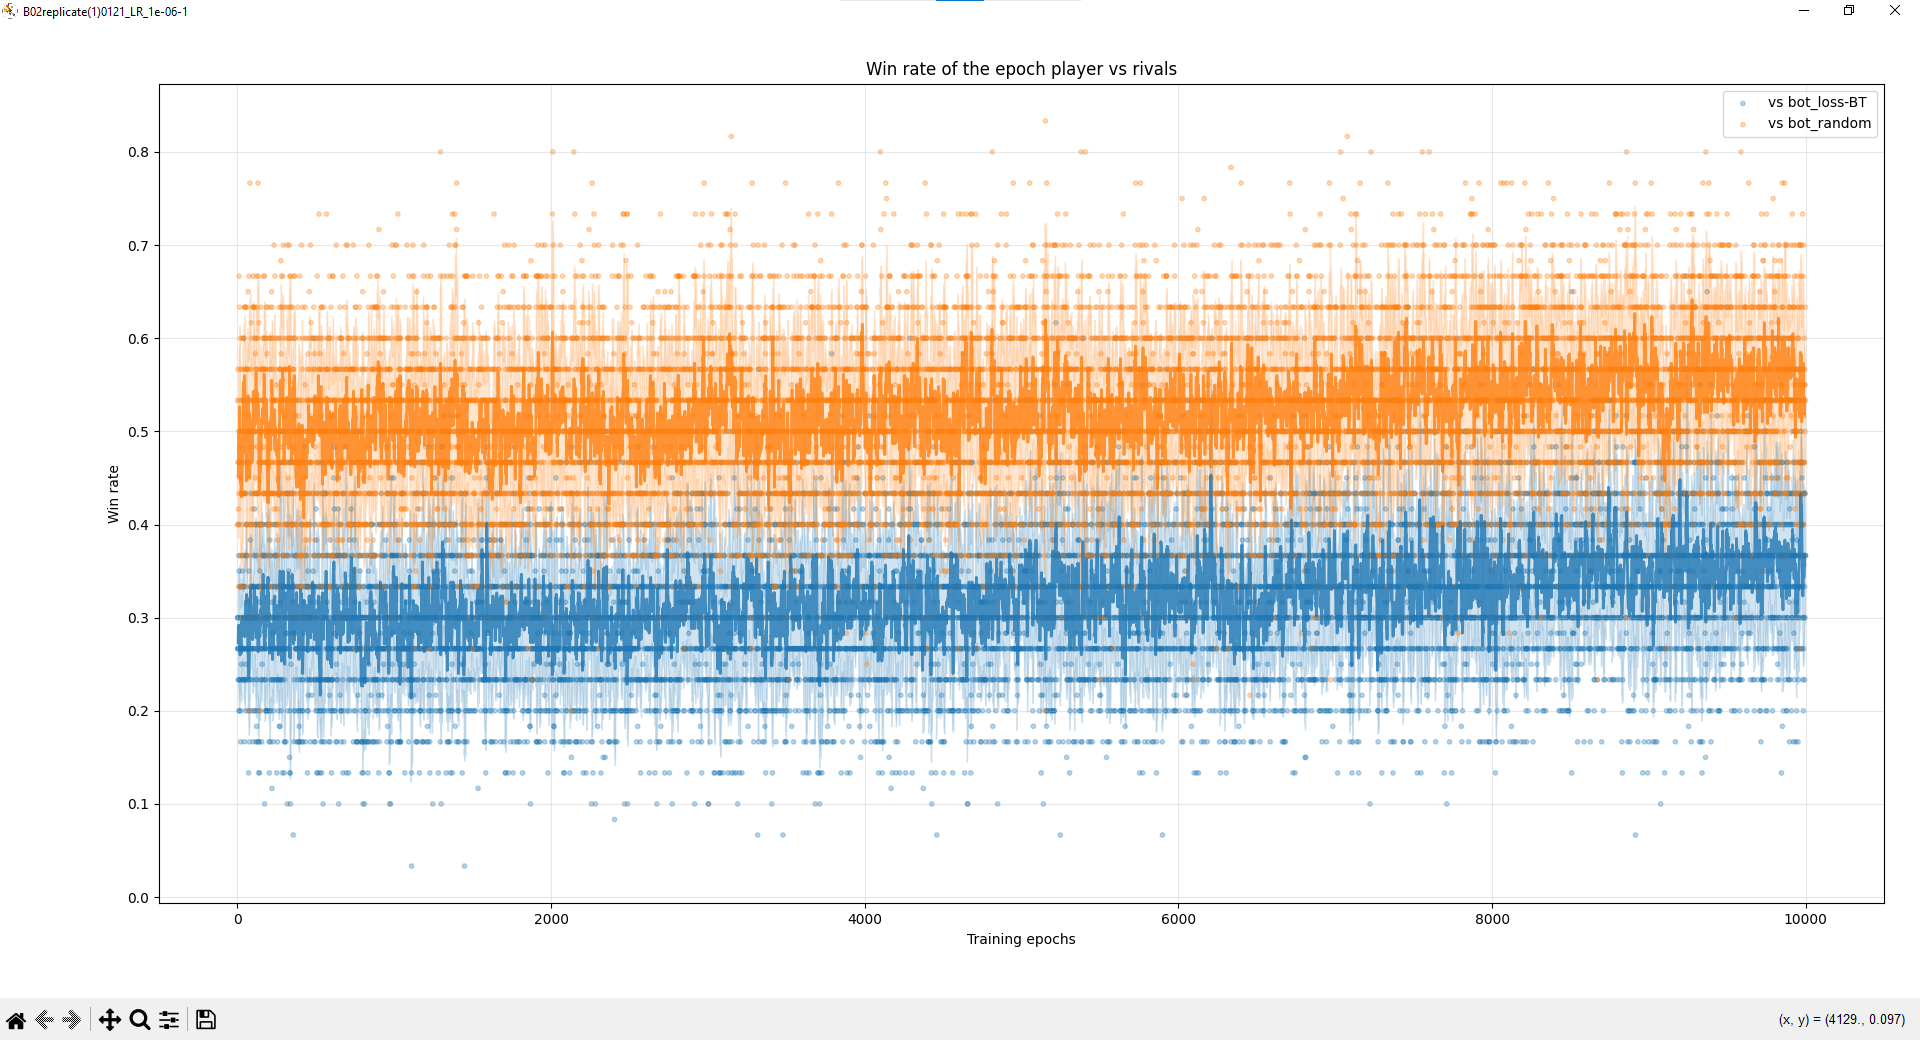 B02replicate(1)0121_LR_1e-06-1
Win rate of the epoch player vs rivals
vs bot_loss-BT
vs bot_random
0.8
0.7
0.6
0.5
0.4
0.3
0.2
0.1
0.0
Win rate
0 2000 4000 6000 8000 10000
Training epochs
(x, y) = (4129., 0.097)